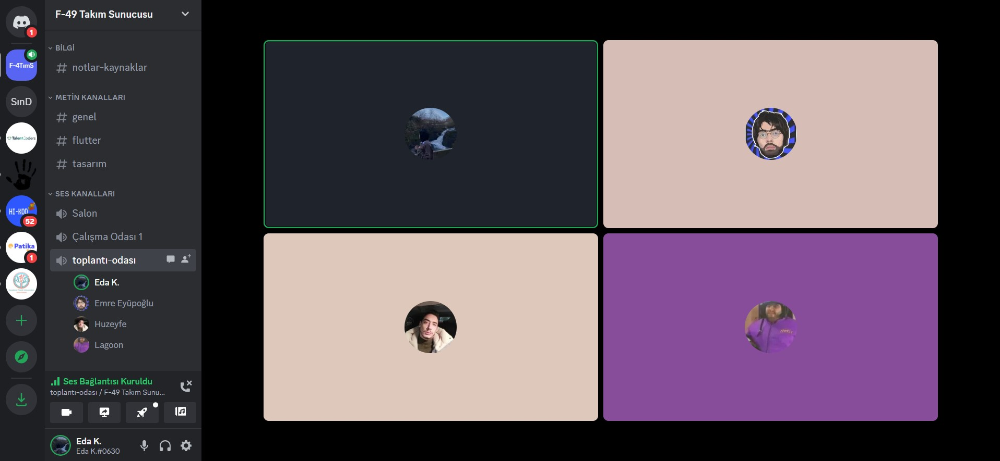 F-49 Takım Sunucusu
1
F-4TımS
SınD
TalentCoders
HI-KOD
52
Patika
1
BİLGİ
notlar-kaynaklar
METİN KANALLARI
genel
flutter
tasarım
SES KANALLARI
Salon
Çalışma Odası 1
toplantı-odası
Eda K.
Emre Eyüpoğlu
Huzeyfe
Lagoon
Ses Bağlantısı Kuruldu
toplantı-odası / F-49 Takım Sunu...
Eda K.
Eda K.#0630